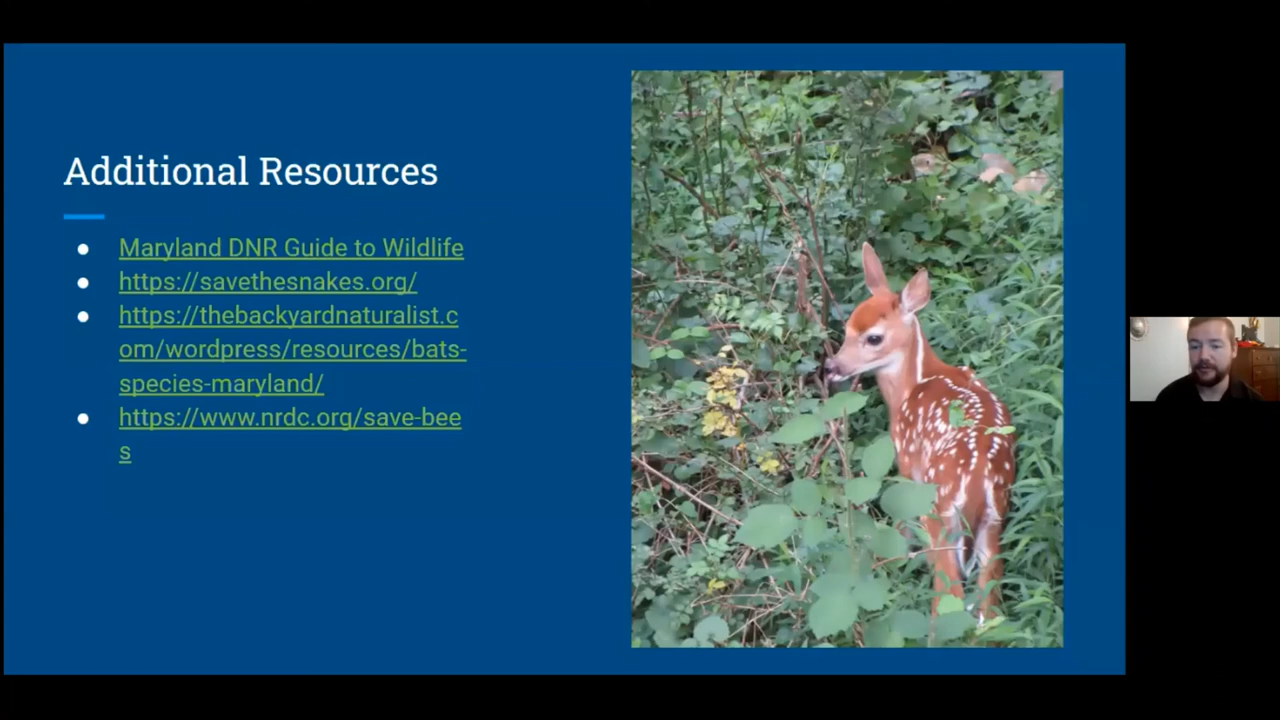 Additional Resources
Maryland DNR Guide to Wildlife
https://savethesnakes.org/
https://thebackyardnaturalist.c
om/wordpress/resources/bats-
species-maryland/
https://www.nrdc.org/save-bee
s